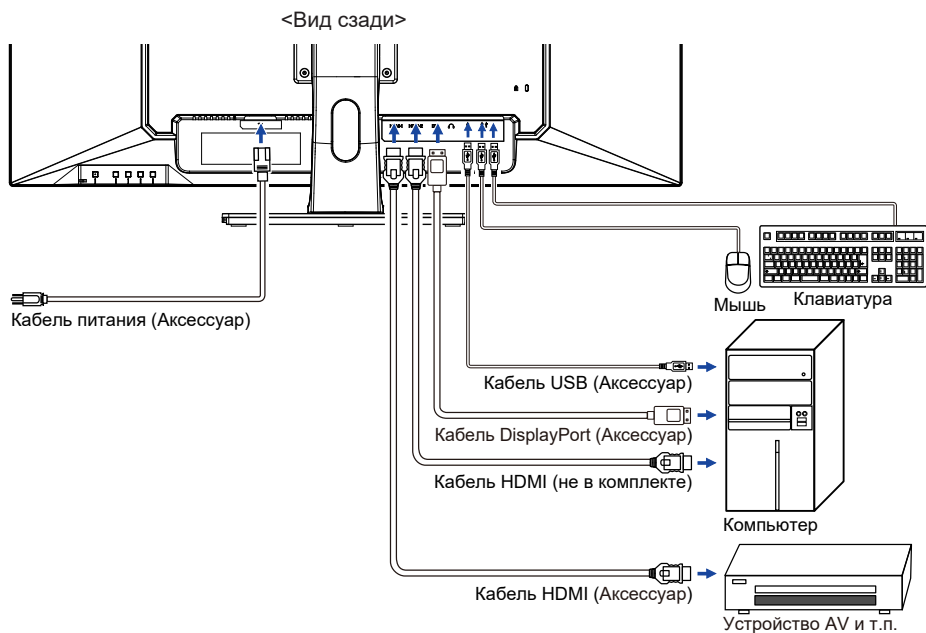 <Вид сзади>
Мышь
Клавиатура
Кабель питания (Аксессуар)
Кабель USB (Аксессуар)
Кабель DisplayPort (Аксессуар)
Кабель HDMI (не в комплекте)
Компьютер
Кабель HDMI (Аксессуар)
Устройство AV и т.п.